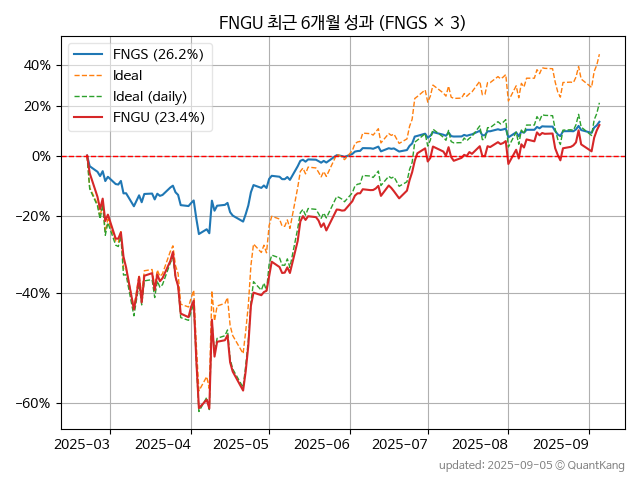 FNGU 최근 6개월 성과 (FNGS × 3)
FNGS (26.2%)
Ideal
Ideal (daily)
FNGU (23.4%)
40%
20%
0%
−20%
−40%
−60%
2025-03 2025-04 2025-05 2025-06 2025-07 2025-08 2025-09
updated: 2025-09-05 © QuantKang